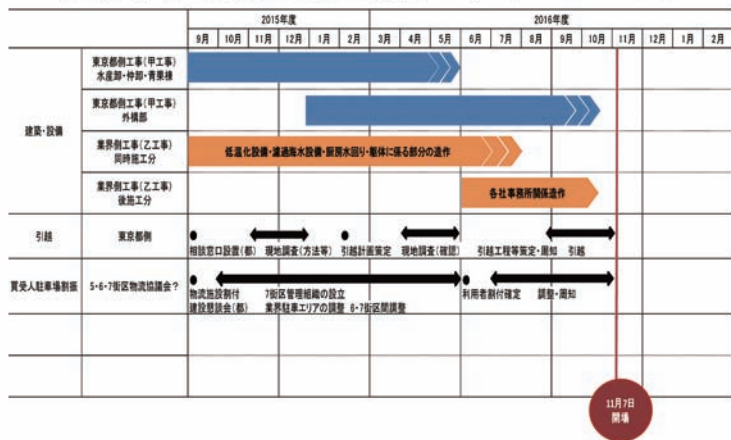 2015年度 2016年度
9月 10月 11月 12月 1月 2月 3月 4月 5月 6月 7月 8月 9月 10月 11月 12月 1月 2月
建築・設備
東京都側工事(甲工事)
水産卸・仲卸・青果棟
東京都側工事(甲工事)
外構部
業界側工事(乙工事)
同時施工分
低温化設備・濾過海水設備・厨房水回り・躯体に係る部分の造作
業界側工事(乙工事)
後施工分
各社事務所関係造作
引越 東京都側
相談窓口設置(都) 現地調査(方法等) 引越計画策定 現地調査(確認) 引越工程等策定・周知 引越
買受人駐車場割振 5・6・7街区物流協議会?
物流施設割付 7街区管理組織の設立 利用者割付確定 調整・周知
建設懇談会(都) 業界駐車エリアの調整 6・7街区間調整
11月7日
開場